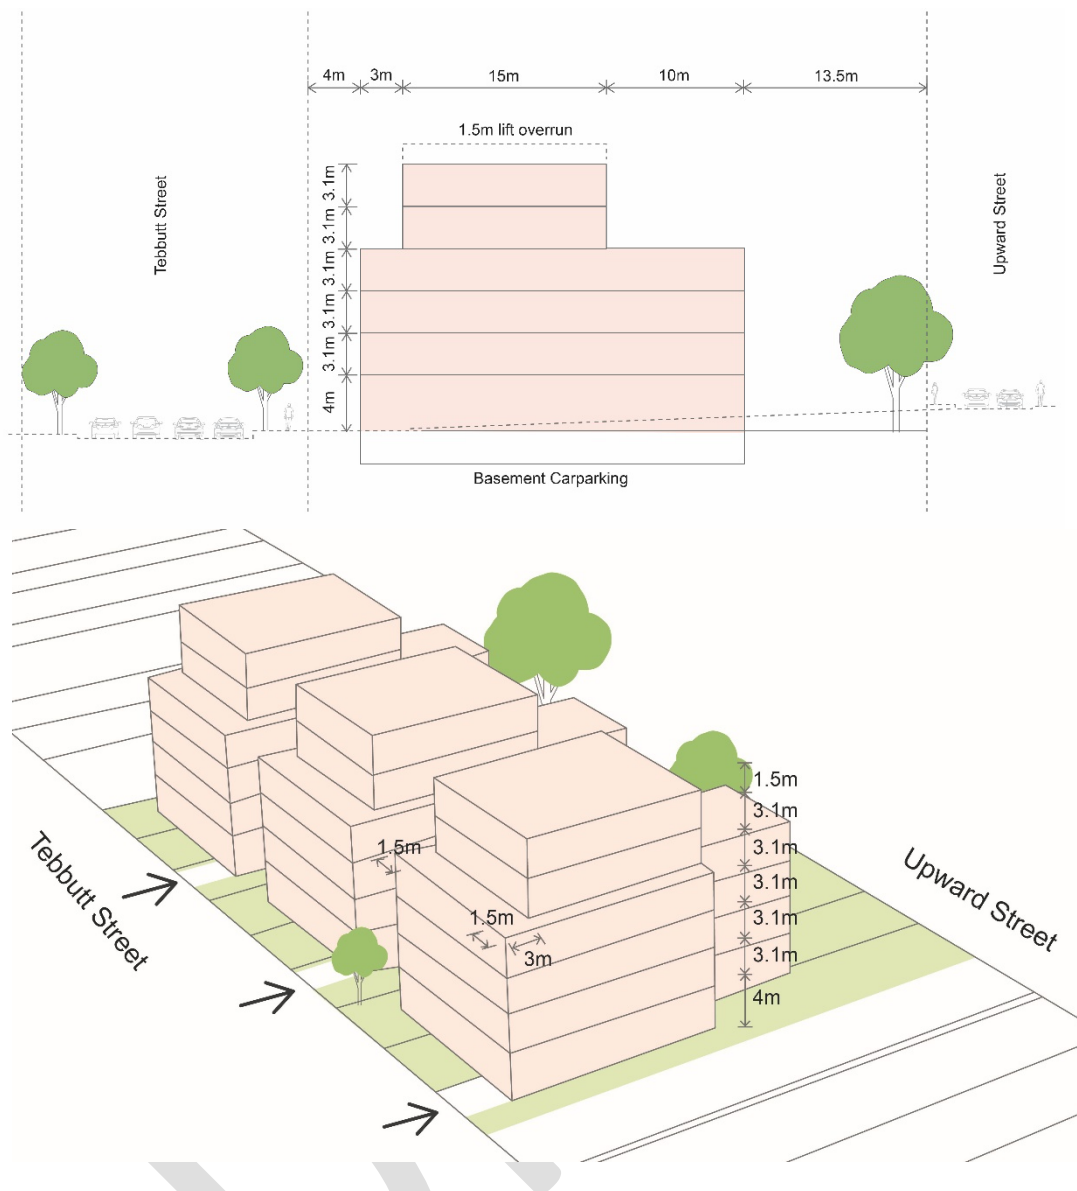 4m 3m 15m 10m 13.5m
1.5m lift overrun
3.1m
3.1m
3.1m
3.1m
3.1m
4m
Tebbutt Street
Upward Street
Basement Carparking
1.5m
3.1m
3.1m
3.1m
3.1m
3.1m
4m
1.5m
1.5m
3m
Tebbutt Street
Upward Street